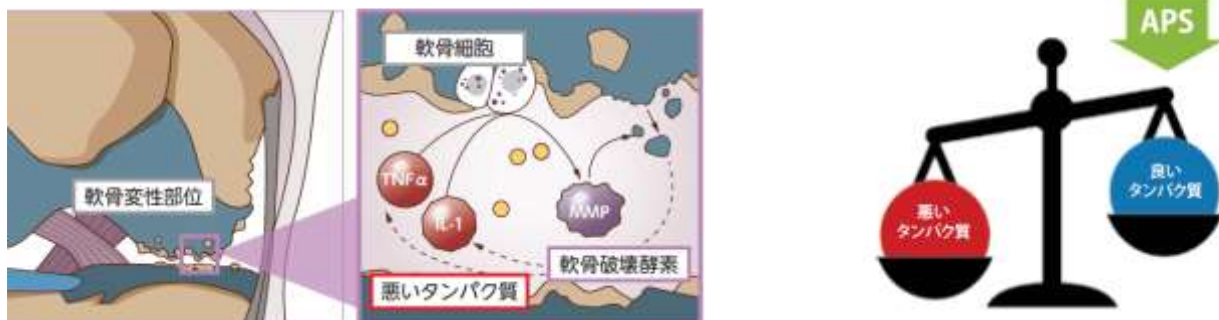 軟骨変性部位
軟骨細胞
TNFα
IL-1
MMP
軟骨破壊酵素
悪いタンパク質
APS
悪い
タンパク質
良い
タンパク質